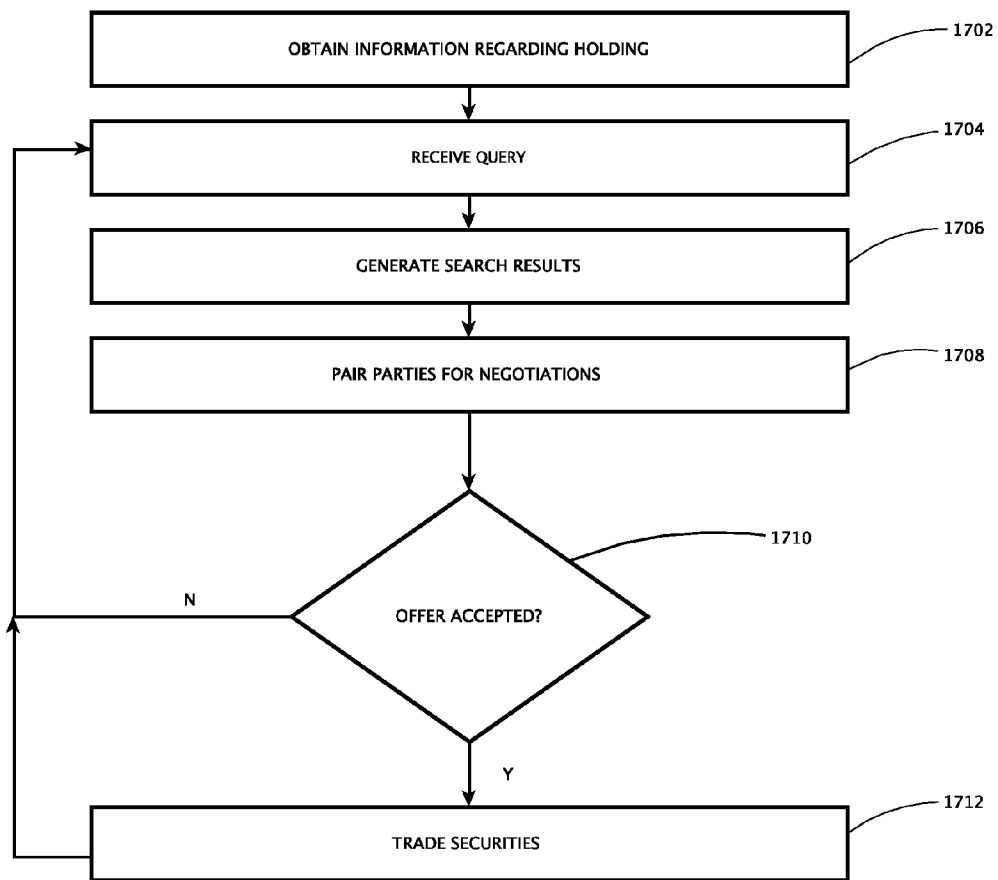 OBTAIN INFORMATION REGARDING HOLDING
1702
RECEIVE QUERY
1704
GENERATE SEARCH RESULTS
1706
PAIR PARTIES FOR NEGOTIATIONS
1708
1710
OFFER ACCEPTED?
N
Y
TRADE SECURITIES
1712